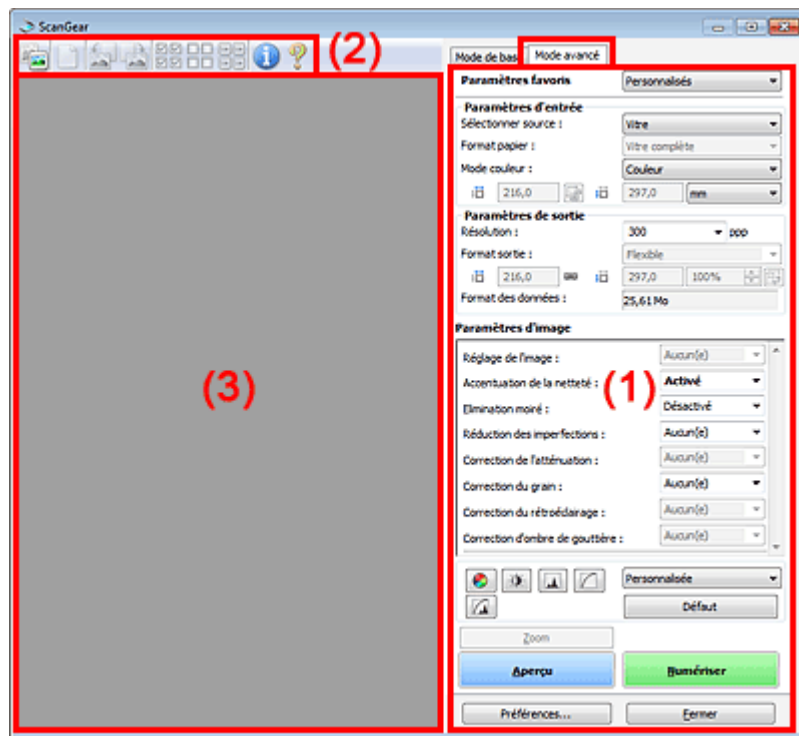 ScanGear
(2)
Mode de bas
Mode avancé
Paramètres favoris Personnalisés
Paramètres d'entrée
Sélectionner source : Vitre
Format papier : Vitre complète
Mode couleur : Couleur
216,0 297,0 mm
Paramètres de sortie
Résolution : 300 ppp
Format sortie : Flexible
216,0 297,0 100%
Format des données : 25,61 Mo
Paramètres d'image
Réglage de l'image : Aucun(e)
Accentuation de la netteté : Activé
(1)
(3)
Elimination moiré : Désactivé
Réduction des imperfections : Aucun(e)
Correction de l'atténuation : Aucun(e)
Correction du grain : Aucun(e)
Correction du rétroéclairage : Aucun(e)
Correction d'ombre de gouttière : Aucun(e)
Personnalisée
Défaut
Zoom
Aperçu Numériser
Préférences... Fermer